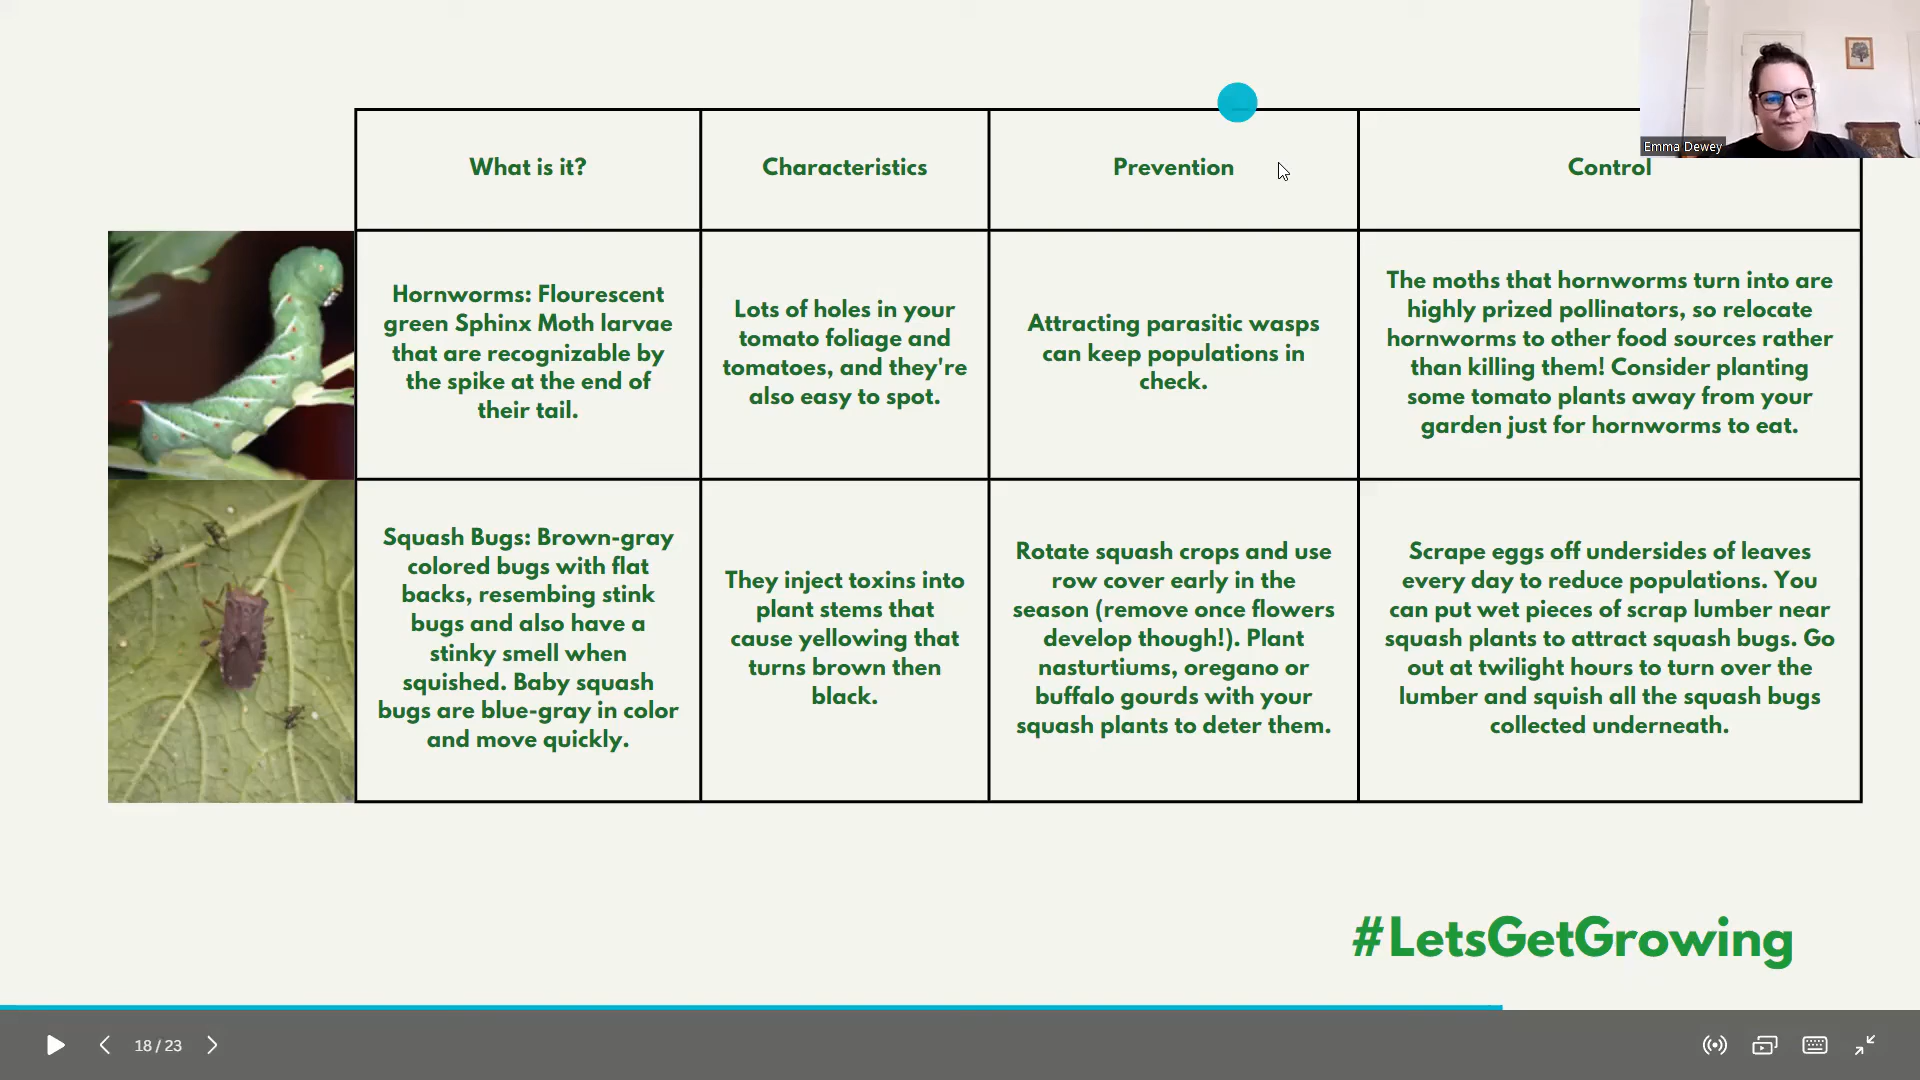 Emma Dewey
What is it?
Characteristics
Prevention
Control
Hornworms: Flourescent
green Sphinx Moth larvae
that are recognizable by
the spike at the end of
their tail.
Lots of holes in your
tomato foliage and
tomatoes, and they're
also easy to spot.
Attracting parasitic wasps
can keep populations in
check.
The moths that hornworms turn into are
highly prized pollinators, so relocate
hornworms to other food sources rather
than killing them! Consider planting
some tomato plants away from your
garden just for hornworms to eat.
Squash Bugs: Brown-gray
colored bugs with flat
backs, resembing stink
bugs and also have a
stinky smell when
squished. Baby squash
bugs are blue-gray in color
and move quickly.
They inject toxins into
plant stems that
cause yellowing that
turns brown then
black.
Rotate squash crops and use
row cover early in the
season (remove once flowers
develop though!). Plant
nasturtiums, oregano or
buffalo gourds with your
squash plants to deter them.
Scrape eggs off undersides of leaves
every day to reduce populations. You
can put wet pieces of scrap lumber near
squash plants to attract squash bugs. Go
out at twilight hours to turn over the
lumber and squish all the squash bugs
collected underneath.
#LetsGetGrowing
18 / 23